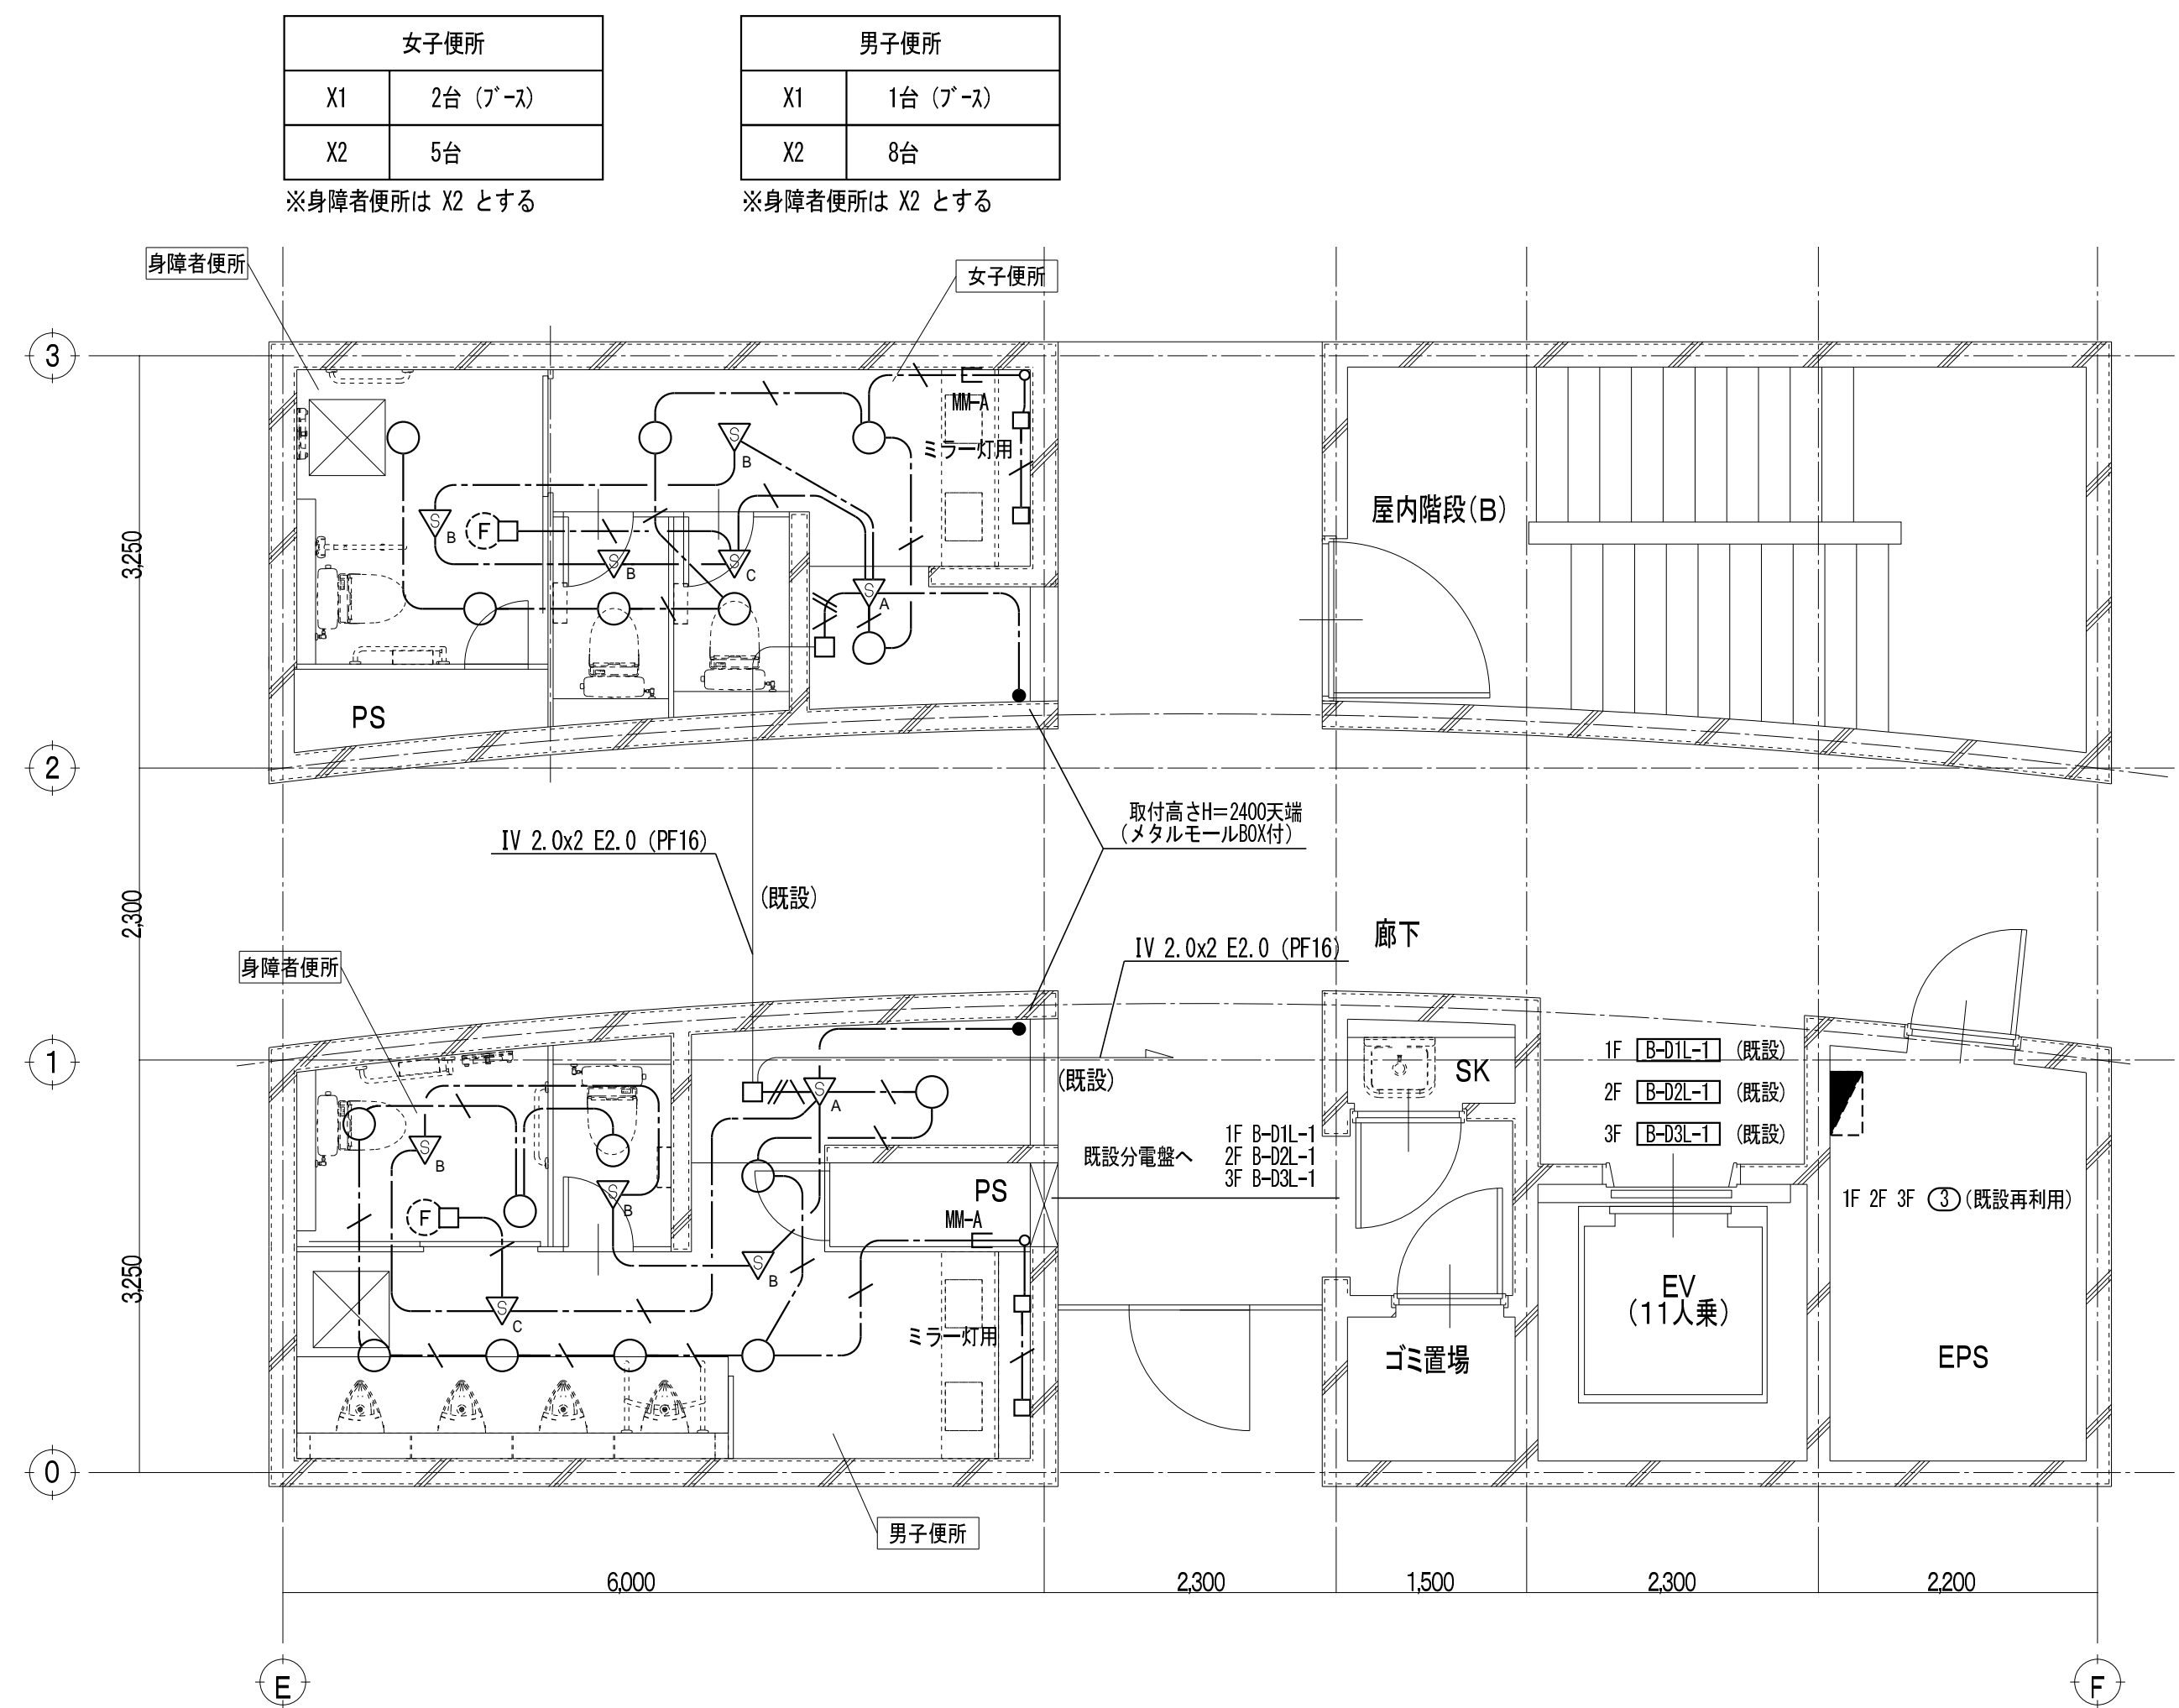 女子便所
X1 2台 (ブース)
X2 5台
※身障者便所は X2 とする
男子便所
X1 1台 (ブース)
X2 8台
※身障者便所は X2 とする
身障者便所
女子便所
3
MM-A
S
B
ミラー灯用
S
B
F
S
B
S
C
S
A
屋内階段(B)
3,250
PS
2
取付高さH=2400天端
(メタルモールBOX付)
IV 2.0x2 E2.0 (PF16)
(既設)
2,300
廊下
IV 2.0x2 E2.0 (PF16)
身障者便所
1
(既設)
SK
1F B-D1L-1 (既設)
2F B-D2L-1 (既設)
3F B-D3L-1 (既設)
S
A
S
B
S
B
F
既設分電盤へ
1F B-D1L-1
2F B-D2L-1
3F B-D3L-1
PS
MM-A
1F 2F 3F 3 (既設再利用)
3,250
S
B
S
C
ミラー灯用
EV
(11人乗)
ゴミ置場
EPS
0
男子便所
6,000
2,300
1,500
2,300
2,200
E
F